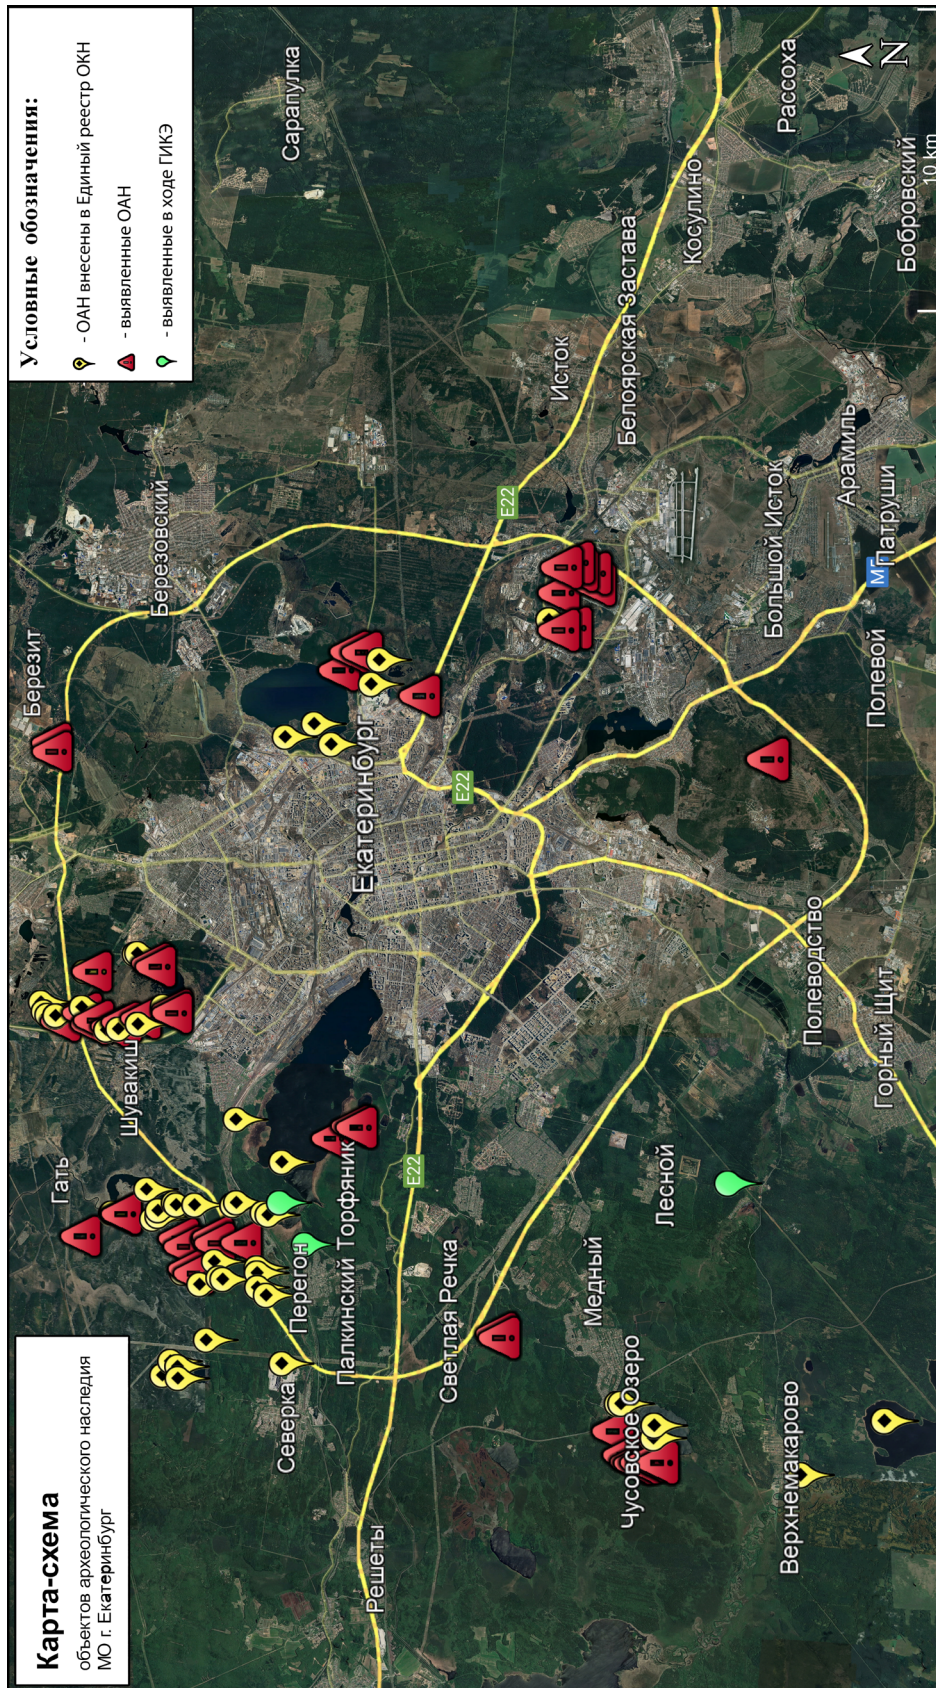 Карта-схема
объектов археологического наследия
МО г. Екатеринбург
Условные обозначения:
- ОАН внесены в Единый реестр ОКН
- выявленные ОАН
- выявленные в ходе ГИКЭ
Гать
Березит
Шувакиш
Березовский
Сарапулка
Северка
Перегон
Палкинский Торфяник
Екатеринбург
Решеты
E22
Светлая Речка
E22
E22
Исток
Медный
Чусовское Озеро
Лесной
Белоярская Застава
Косулино
Рассоха
Верхнемакарово
Полеводство
Большой Исток
Горный Щит
Полевой
Арамиль
Патруши
Бобровский
10 km
N